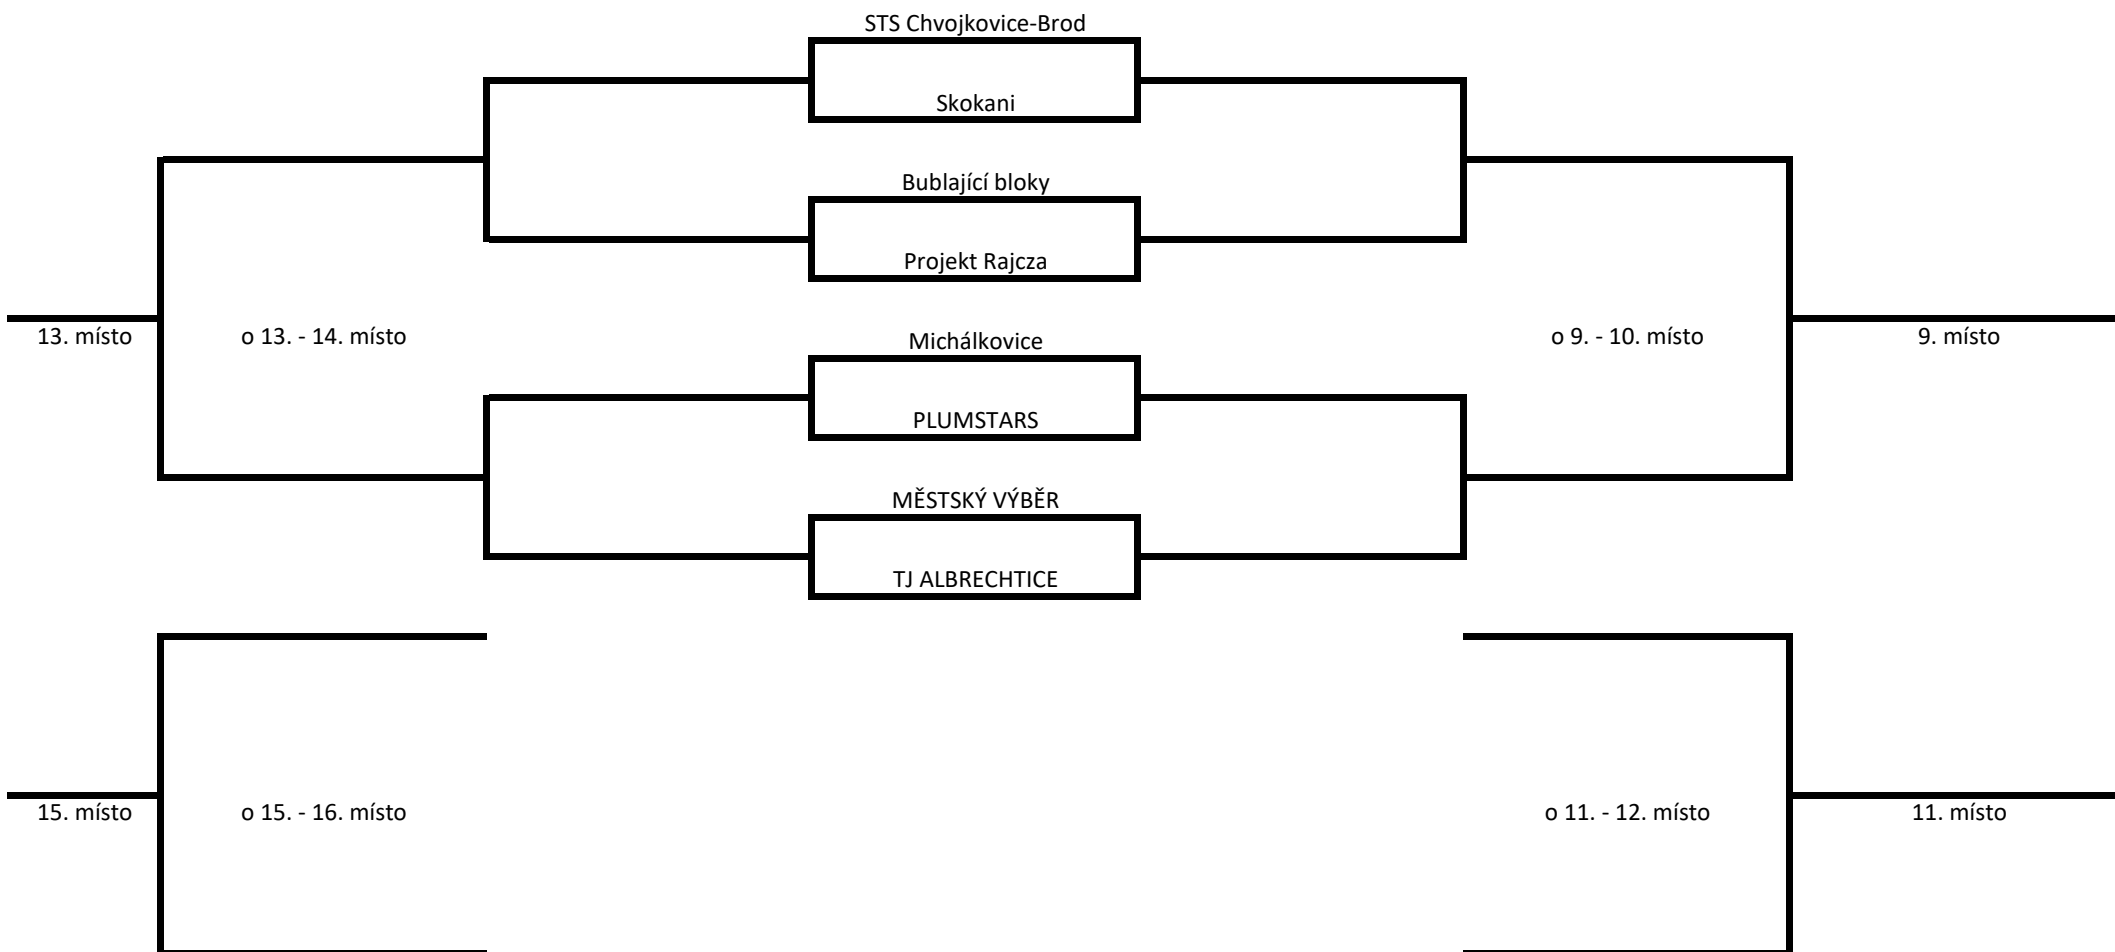 STS Chvojkovice-Brod
Skokani
Bublající bloky
Projekt Rajcza
13. místo
o 13. - 14. místo
Michálkovice
o 9. - 10. místo
9. místo
PLUMSTARS
MĚSTSKÝ VÝBĚR
TJ ALBRECHTICE
15. místo
o 15. - 16. místo
o 11. - 12. místo
11. místo